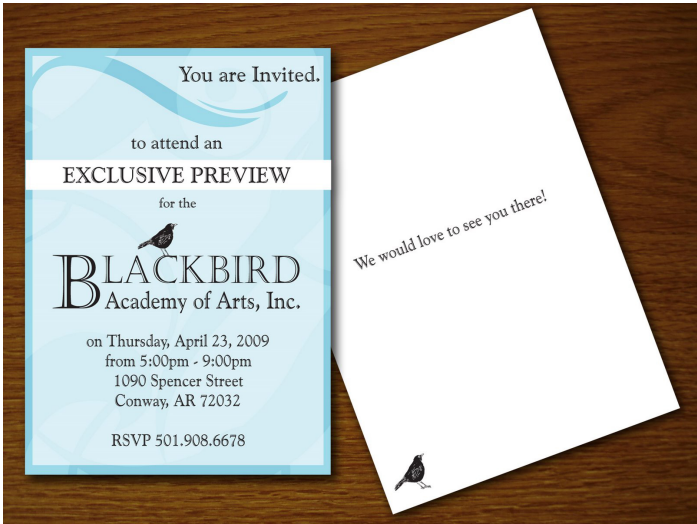 You are Invited.
to attend an
EXCLUSIVE PREVIEW
for the
BLACKBIRD
Academy of Arts, Inc.
on Thursday, April 23, 2009
from 5:00pm - 9:00pm
1090 Spencer Street
Conway, AR 72032
RSVP 501.908.6678
We would love to see you there!